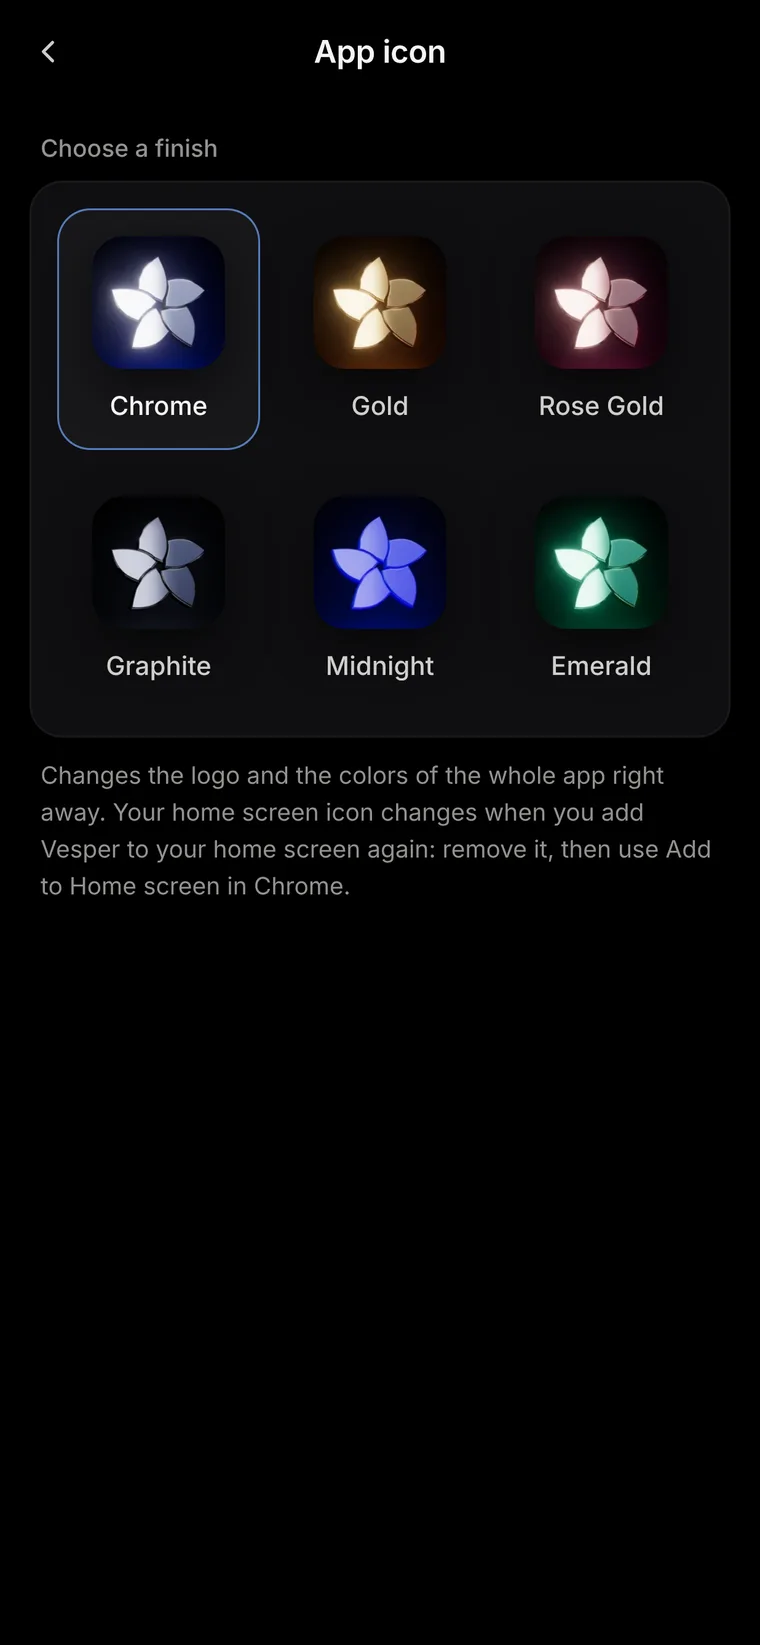 App icon
Choose a finish
Chrome
Gold
Rose Gold
Graphite
Midnight
Emerald
Changes the logo and the colors of the whole app right
away. Your home screen icon changes when you add
Vesper to your home screen again: remove it, then use Add
to Home screen in Chrome.